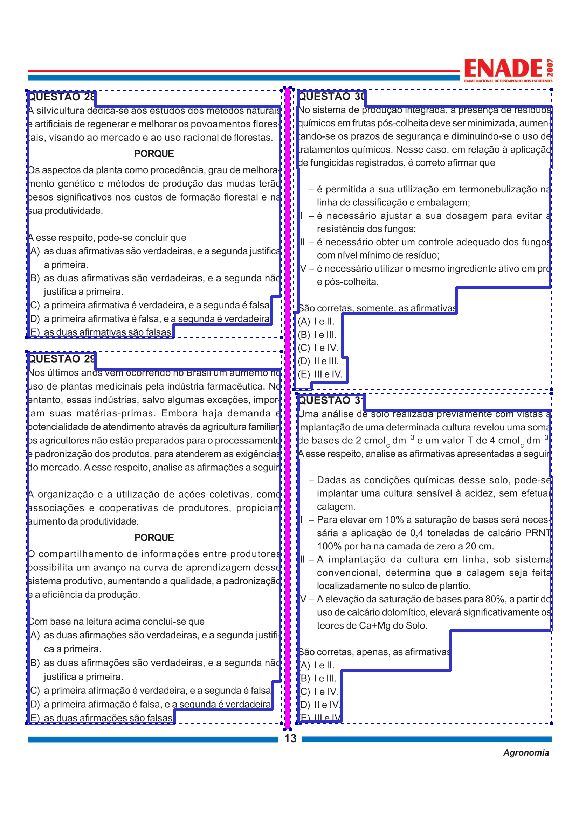 ENADE 2007
EXAME NACIONAL DE DESEMPENHO DOS ESTUDANTES
QUESTÃO 28
A silvicultura dedica-se aos estudos dos métodos naturais
e artificiais de regenerar e melhorar os povoamentos flores-
tais, visando ao mercado e ao uso racional de florestas.
PORQUE
Os aspectos da planta como procedência, grau de melhora-
mento genético e métodos de produção das mudas terão
pesos significativos nos custos de formação florestal e na
sua produtividade.
A esse respeito, pode-se concluir que
(A) as duas afirmativas são verdadeiras, e a segunda justifica
a primeira.
(B) as duas afirmativas são verdadeiras, e a segunda não
justifica a primeira.
(C) a primeira afirmativa é verdadeira, e a segunda é falsa.
(D) a primeira afirmativa é falsa, e a segunda é verdadeira.
(E) as duas afirmativas são falsas.
QUESTÃO 29
Nos últimos anos vem ocorrendo no Brasil um aumento no
uso de plantas medicinais pela indústria farmacêutica. No
entanto, essas indústrias, salvo algumas exceções, impor-
tam suas matérias-primas. Embora haja demanda e
potencialidade de atendimento através da agricultura familiar,
os agricultores não estão preparados para o processamento
e padronização dos produtos, para atenderem as exigências
do mercado. A esse respeito, analise as afirmações a seguir.
A organização e a utilização de ações coletivas, como
associações e cooperativas de produtores, propiciam
aumento da produtividade.
PORQUE
O compartilhamento de informações entre produtores
possibilita um avanço na curva de aprendizagem desse
sistema produtivo, aumentando a qualidade, a padronização
e a eficiência da produção.
Com base na leitura acima conclui-se que
(A) as duas afirmações são verdadeiras, e a segunda justifi-
ca a primeira.
(B) as duas afirmações são verdadeiras, e a segunda não
justifica a primeira.
(C) a primeira afirmação é verdadeira, e a segunda é falsa.
(D) a primeira afirmação é falsa, e a segunda é verdadeira.
(E) as duas afirmações são falsas.
QUESTÃO 30
No sistema de produção integrada, a presença de resíduos
químicos em frutas pós-colheita deve ser minimizada, aumen-
tando-se os prazos de segurança e diminuindo-se o uso de
tratamentos químicos. Nesse caso, em relação à aplicação
de fungicidas registrados, é correto afirmar que
I – é permitida a sua utilização em termonebulização na
linha de classificação e embalagem;
II – é necessário ajustar a sua dosagem para evitar a
resistência dos fungos;
III – é necessário obter um controle adequado dos fungos
com nível mínimo de resíduo;
IV – é necessário utilizar o mesmo ingrediente ativo em pré
e pós-colheita.
São corretas, somente, as afirmativas
(A) I e II.
(B) I e III.
(C) I e IV.
(D) II e III.
(E) III e IV.
QUESTÃO 31
Uma análise de solo realizada previamente com vistas à
implantação de uma determinada cultura revelou uma soma
de bases de 2 cmolc dm-3 e um valor T de 4 cmolc dm-3.
A esse respeito, analise as afirmativas apresentadas a seguir.
I – Dadas as condições químicas desse solo, pode-se
implantar uma cultura sensível à acidez, sem efetuar
calagem.
II – Para elevar em 10% a saturação de bases será neces-
sária a aplicação de 0,4 toneladas de calcário PRNT
100% por ha na camada de zero a 20 cm.
III – A implantação da cultura em linha, sob sistema
convencional, determina que a calagem seja feita
localizadamente no sulco de plantio.
IV – A elevação da saturação de bases para 80%, a partir do
uso de calcário dolomítico, elevará significativamente os
teores de Ca+Mg do Solo.
São corretas, apenas, as afirmativas
(A) I e II.
(B) I e III.
(C) I e IV.
(D) II e IV.
(E) III e IV.
13
Agronomia